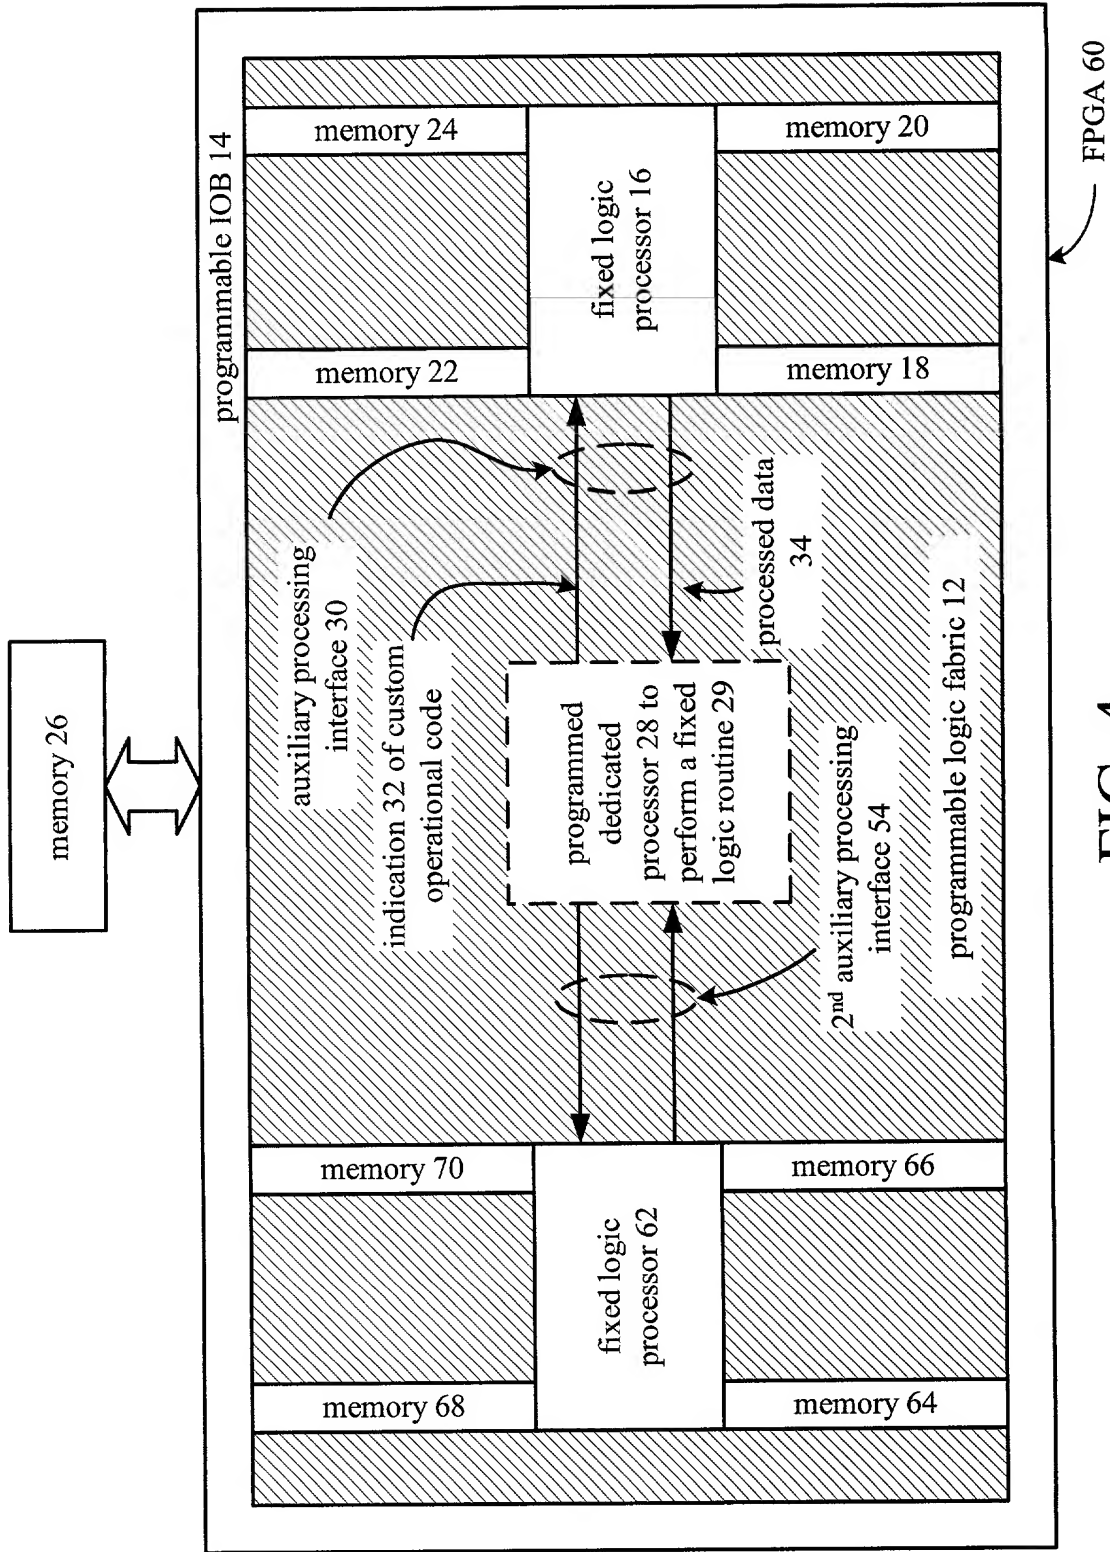 memory 26
programmable IOB 14
memory 68
memory 70
memory 22
memory 24
auxiliary processing
interface 30
indication 32 of custom
operational code
fixed logic
processor 62
programmed
dedicated
processor 28 to
perform a fixed
logic routine 29
fixed logic
processor 16
processed data
34
2nd auxiliary processing
interface 54
memory 64
memory 66
memory 18
memory 20
programmable logic fabric 12
FPGA 60
FIG. 4